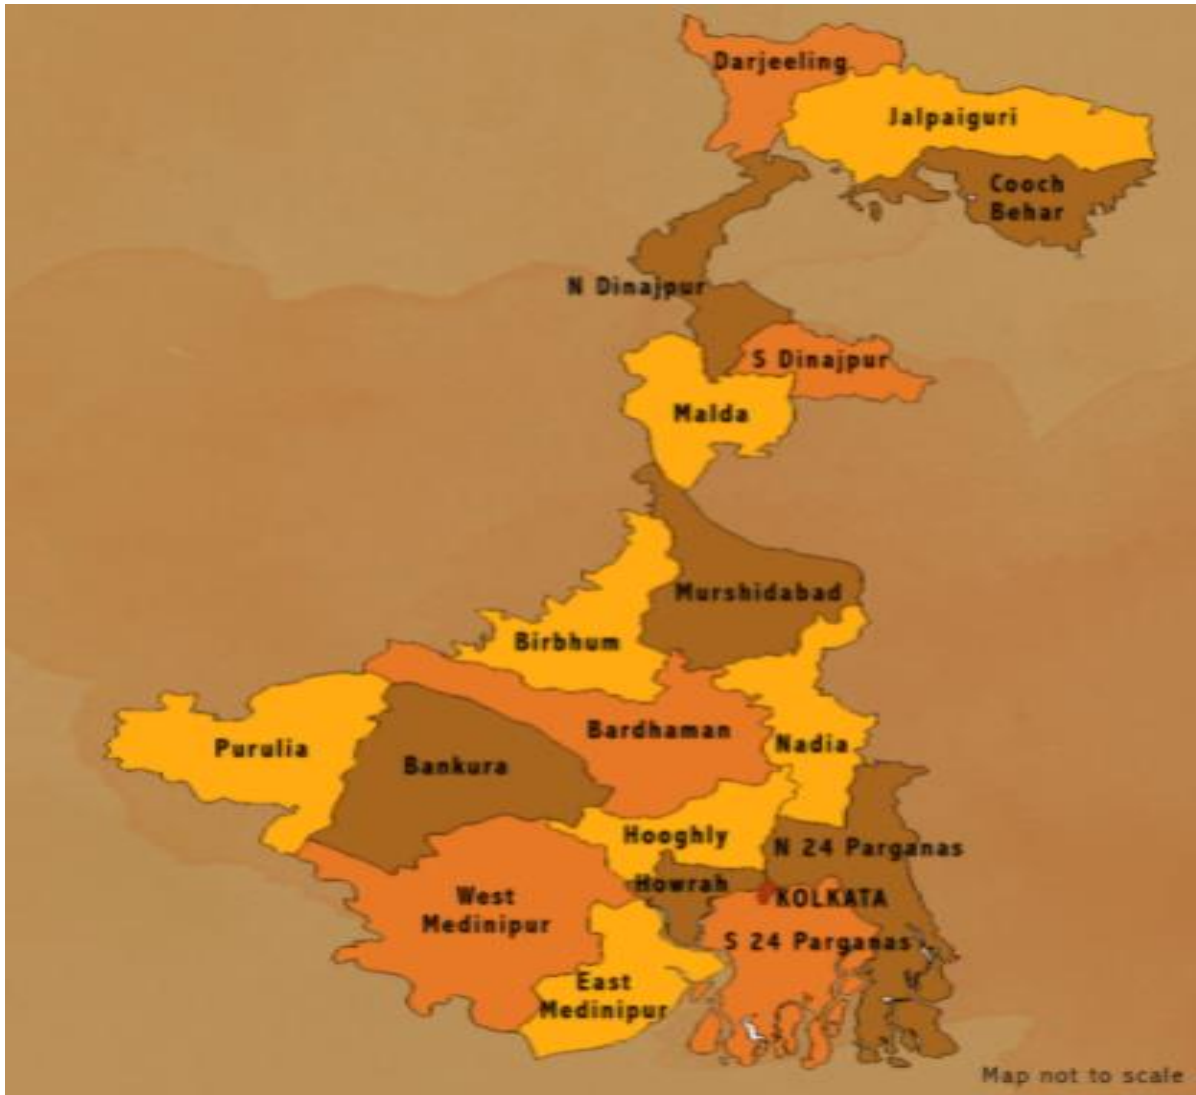 Darjeeling
Jalpaiguri
Cooch
Behar
N Dinajpur
S Dinajpur
Malda
Murshidabad
Birbhum
Bardhaman
Purulia
Nadia
Bankura
Hooghly
N 24 Parganas
Howrah
KOLKATA
West
Medinipur
S 24 Parganas
East
Medinipur
Map not to scale